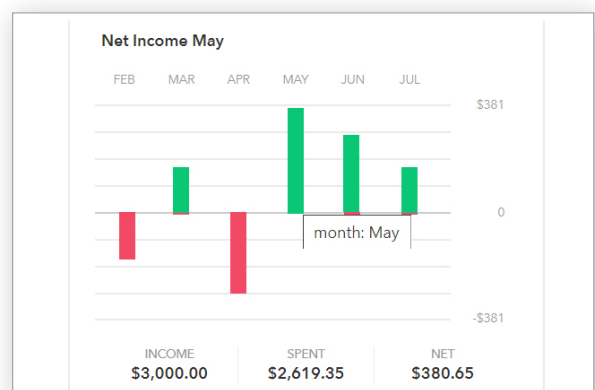 Net Income May
FEB MAR APR MAY JUN JUL
$381
0
month: May
-$381
INCOME SPENT NET
$3,000.00 $2,619.35 $380.65